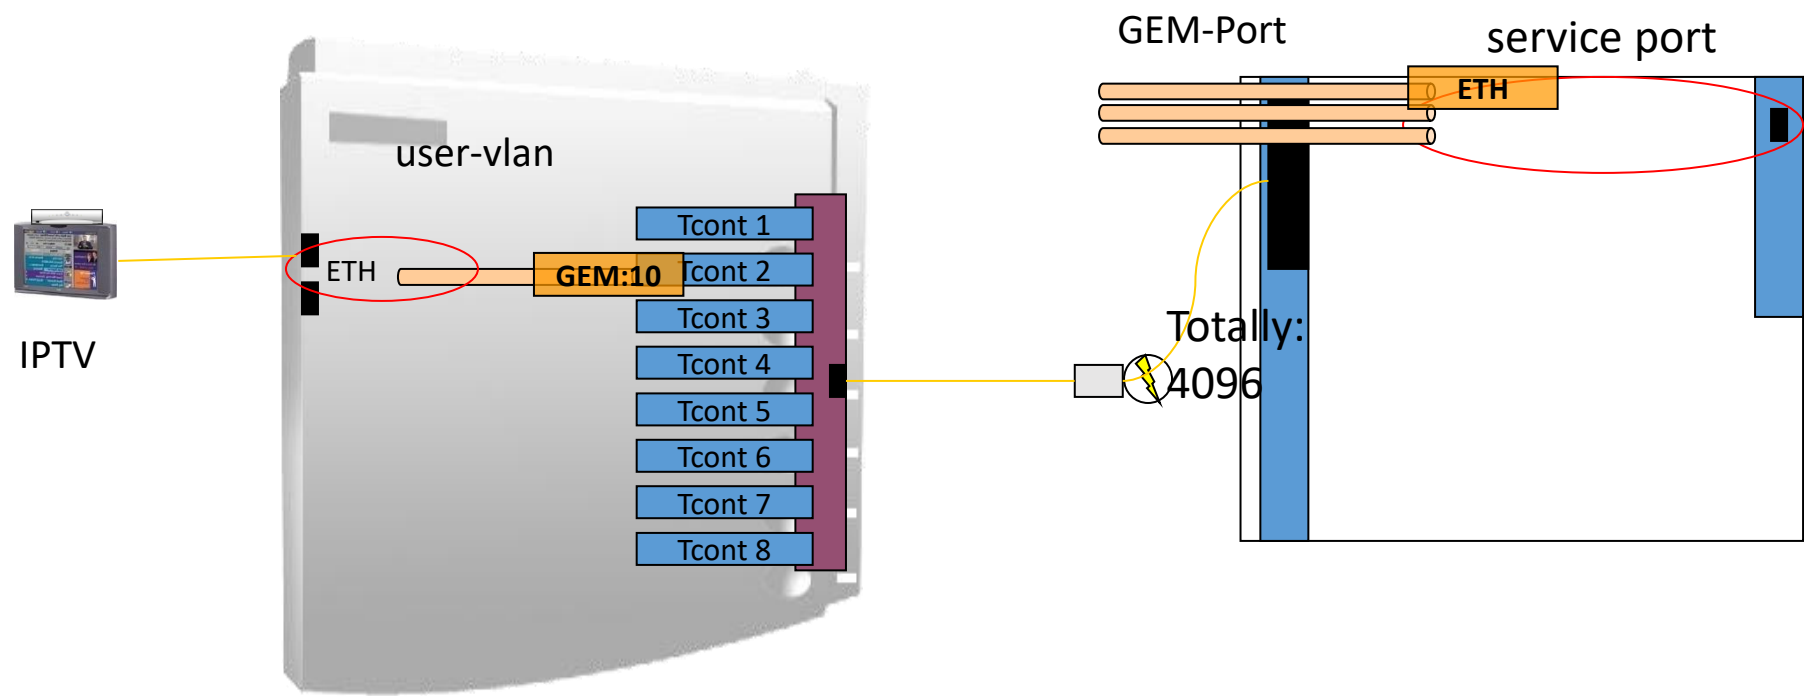 GEM-Port
service port
ETH
user-vlan
Tcont 1
ETH
GEM:10
Tcont 2
Tcont 3
Totally:
IPTV
Tcont 4
4096
Tcont 5
Tcont 6
Tcont 7
Tcont 8